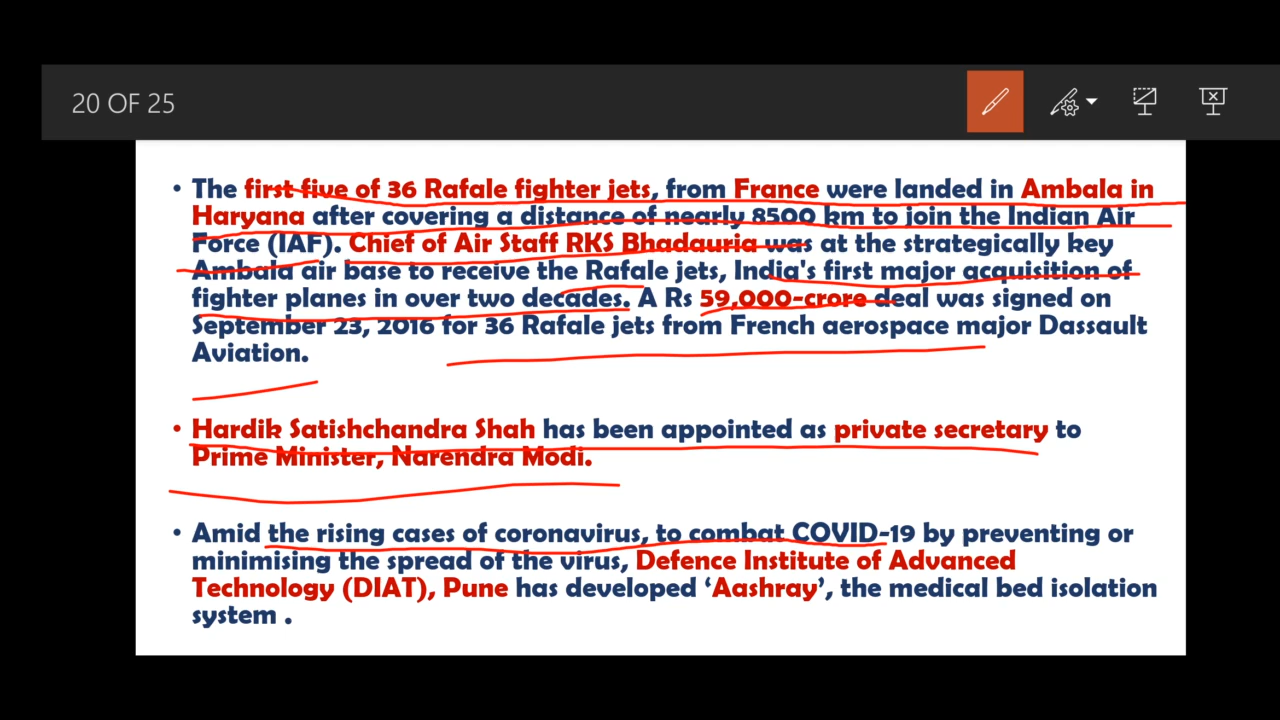 20 OF 25
• The first five of 36 Rafale fighter jets, from France were landed in Ambala in
Haryana after covering a distance of nearly 8500 km to join the Indian Air
Force (IAF). Chief of Air Staff RKS Bhadauria was at the strategically key
Ambala air base to receive the Rafale jets, India's first major acquisition of
fighter planes in over two decades. A Rs 59,000-crore deal was signed on
September 23, 2016 for 36 Rafale jets from French aerospace major Dassault
Aviation.
• Hardik Satishchandra Shah has been appointed as private secretary to
Prime Minister, Narendra Modi.
• Amid the rising cases of coronavirus, to combat COVID-19 by preventing or
minimising the spread of the virus, Defence Institute of Advanced
Technology (DIAT), Pune has developed ‘Aashray’, the medical bed isolation
system .